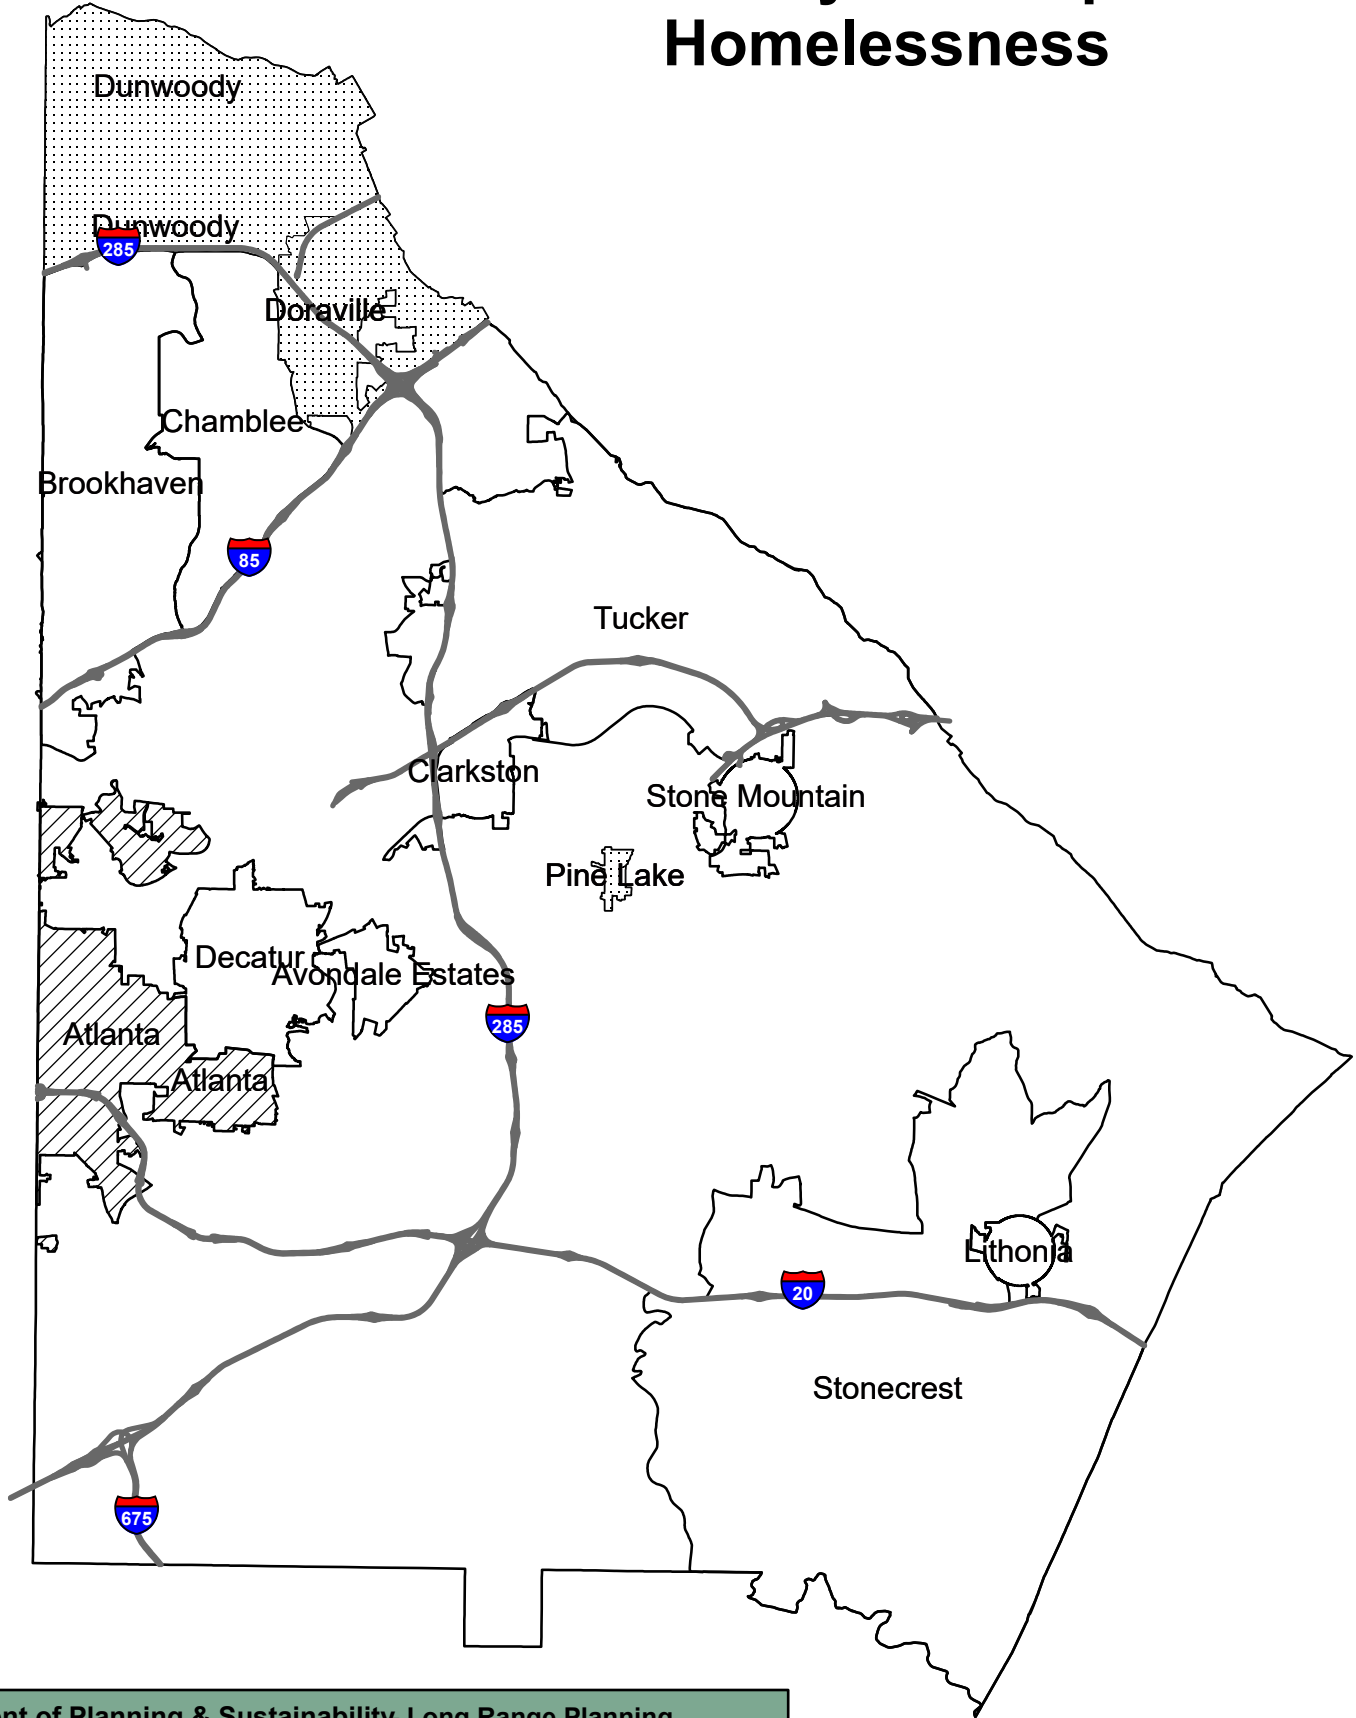 Homelessness
Dunwoody
Dunwoody
285
Doraville
Chamblee
Brookhaven
85
Tucker
Clarkston
Stone Mountain
Pine Lake
Decatur
Avondale Estates
285
Atlanta
Atlanta
Lithonia
20
Stonecrest
675
of Planning & Sustainability, Long Range Planning